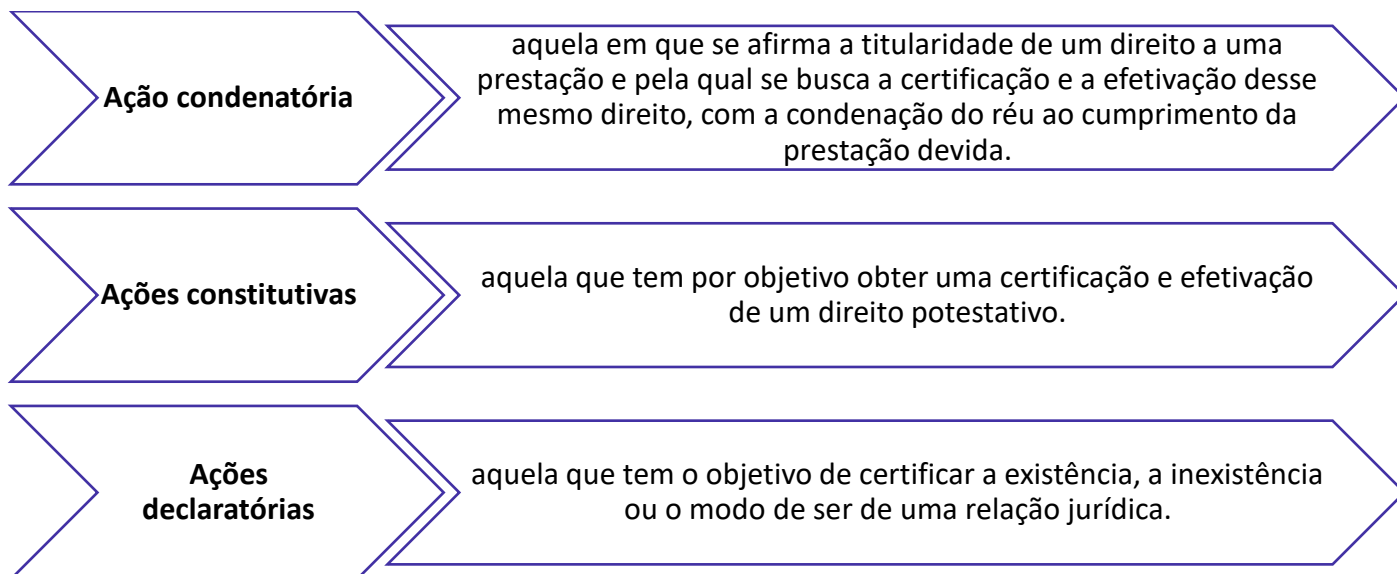 Ação condenatória
aquela em que se afirma a titularidade de um direito a uma
prestação e pela qual se busca a certificação e a efetivação desse
mesmo direito, com a condenação do réu ao cumprimento da
prestação devida.
Ações constitutivas
aquela que tem por objetivo obter uma certificação e efetivação
de um direito potestativo.
Ações
declaratórias
aquela que tem o objetivo de certificar a existência, a inexistência
ou o modo de ser de uma relação jurídica.